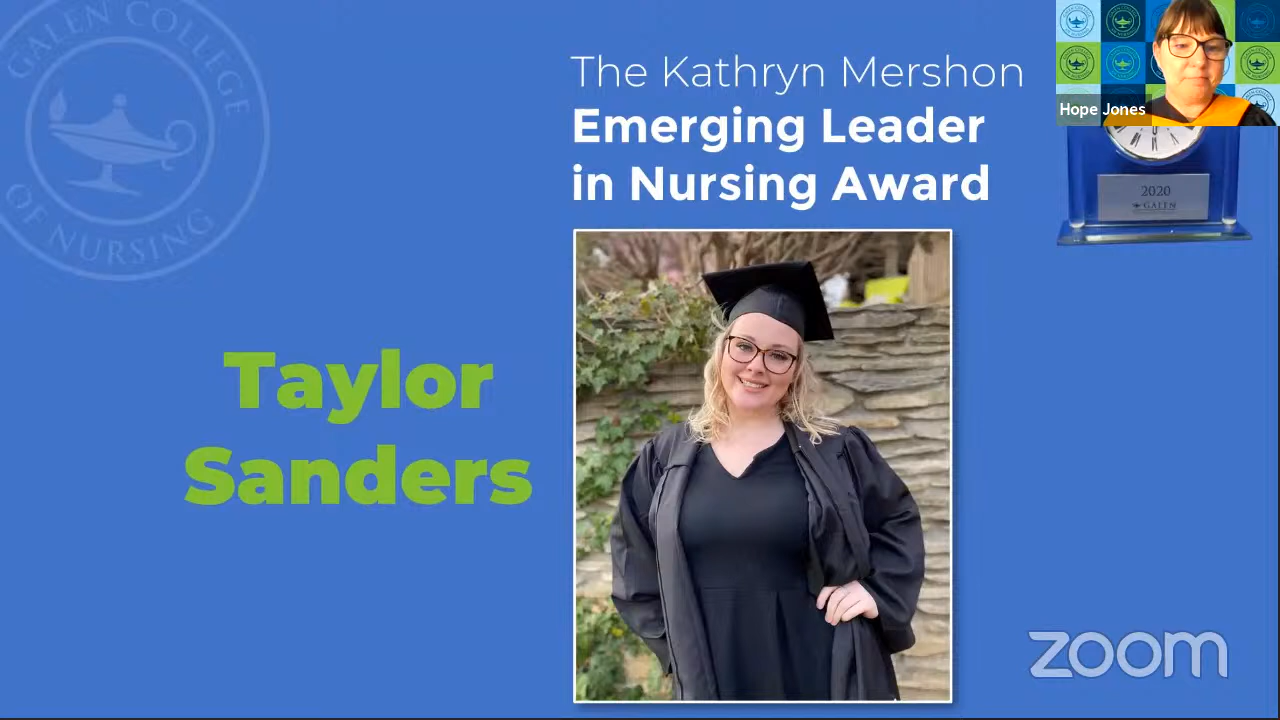 GALEN COLLEGE
OF NURSING
The Kathryn Mershon
Emerging Leader
in Nursing Award
Hope Jones
2020
GALEN
Taylor
Sanders
zoom